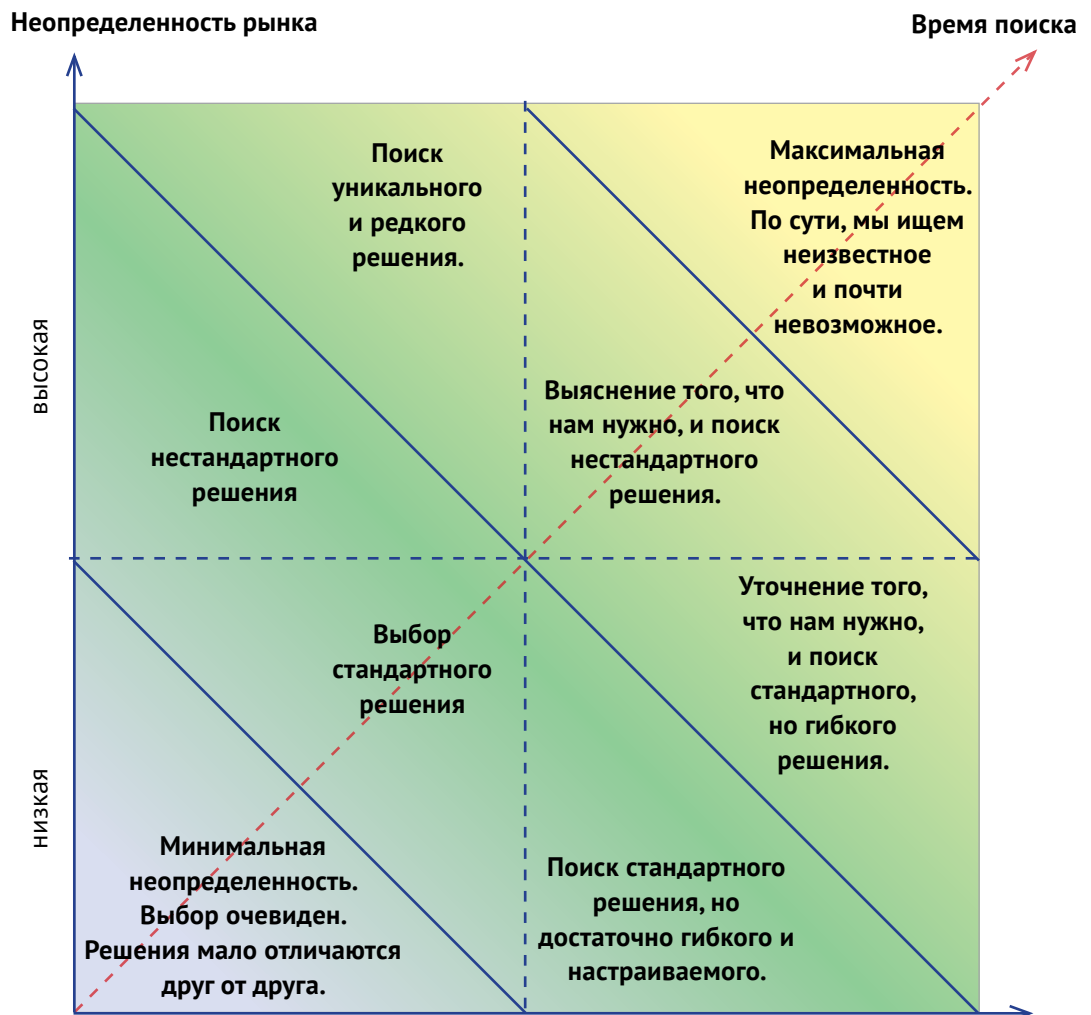 Неопределенность рынка
Время поиска
Поиск
уникального
и редкого
решения.
Максимальная
неопределенность.
По сути, мы ищем
неизвестное
и почти
невозможное.
высокая
Поиск
нестандартного
решения
Выяснение того, что
нам нужно, и поиск
нестандартного
решения.
Выбор
стандартного
решения
Уточнение того,
что нам нужно,
и поиск
стандартного,
но гибкого
решения.
низкая
Минимальная
неопределенность.
Выбор очевиден.
Решения мало отличаются
друг от друга.
Поиск стандартного
решения, но
достаточно гибкого и
настраиваемого.